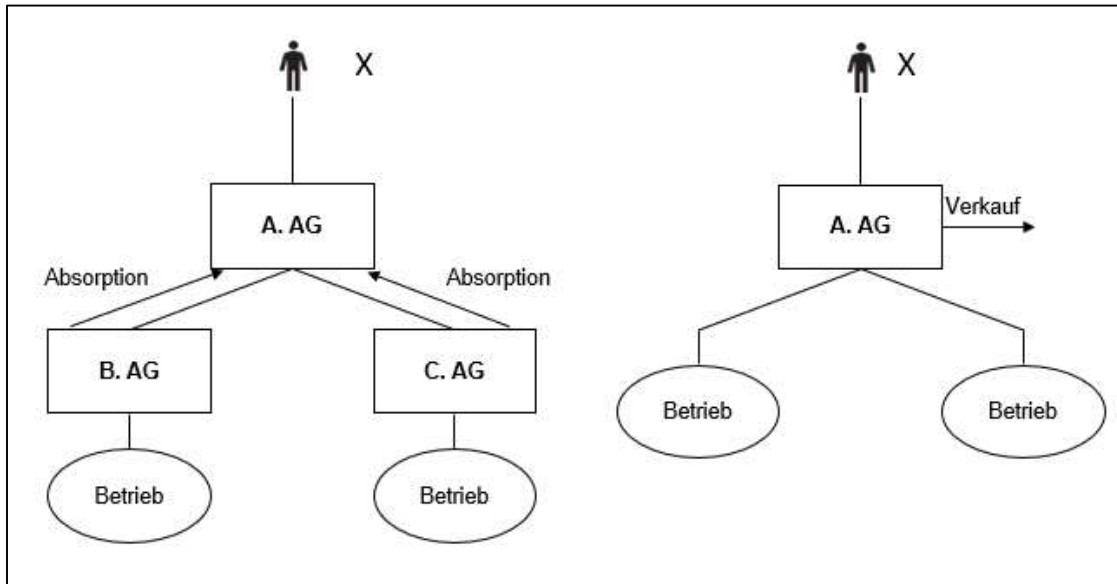 X
X
A. AG
A. AG
Verkauf
Absorption
Absorption
B. AG
C. AG
Betrieb
Betrieb
Betrieb
Betrieb